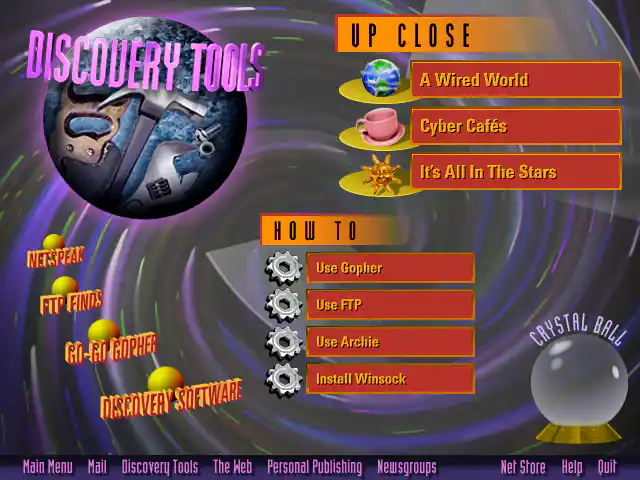 DISCOVERY TOOLS
UP CLOSE
A Wired World
Cyber Cafés
It's All In The Stars
HOW TO
Use Gopher
Use FTP
Use Archie
Install Winsock
NETSPEAK
FTP FINDS
GO-GO GOPHER
DISCOVERY SOFTWARE
CRYSTAL BALL
Main Menu Mail Discovery Tools The Web Personal Publishing Newsgroups Net Store Help Quit